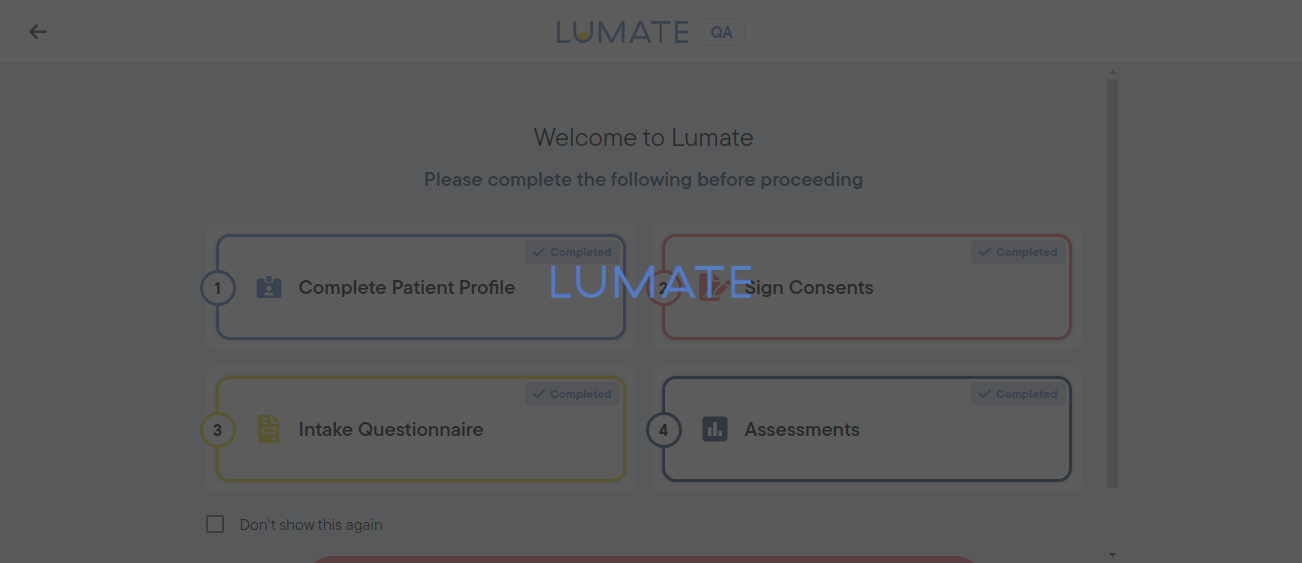 LUMATE QA
Welcome to Lumate
Please complete the following before proceeding
Completed
1 Complete Patient Profile
Completed
2 Sign Consents
LUMATE
Completed
3 Intake Questionnaire
Completed
4 Assessments
Don't show this again